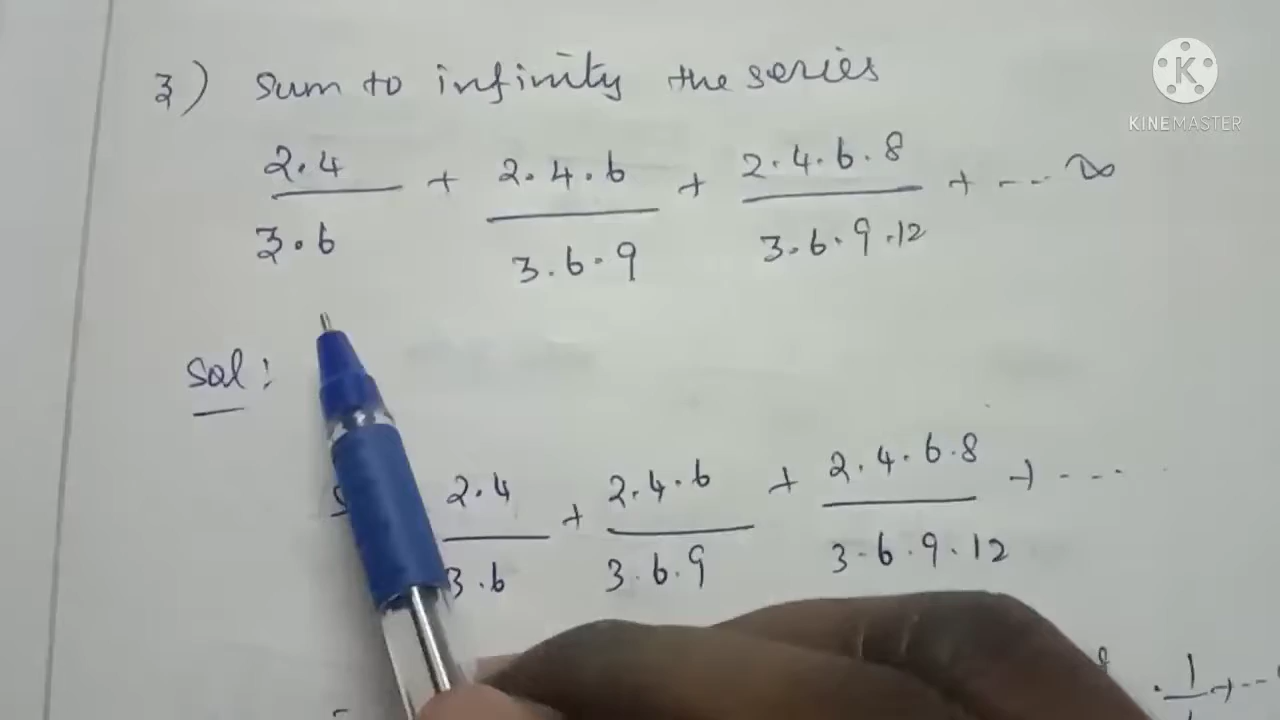 3) Sum to infinity the series
2.4/3.6 + 2.4.6/3.6.9 + 2.4.6.8/3.6.9.12 + --- ∞
Sol:
2.4/3.6 + 2.4.6/3.6.9 + 2.4.6.8/3.6.9.12 + ----
KINEMASTER